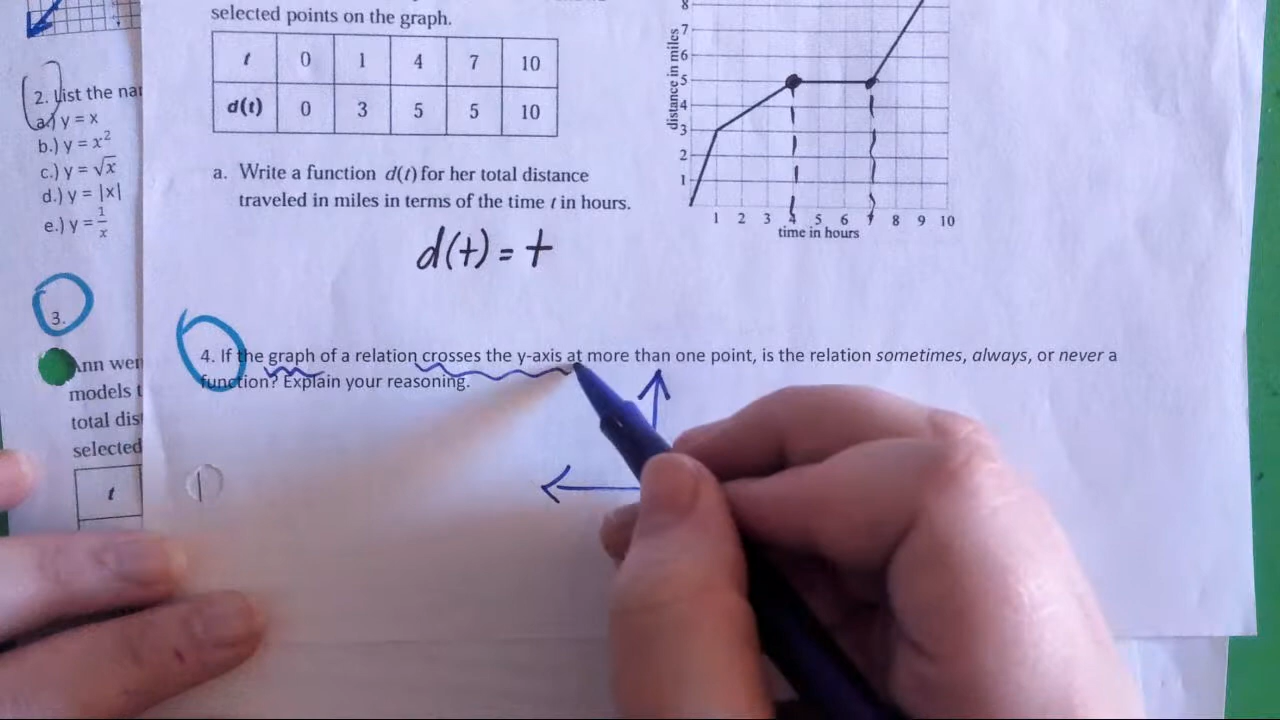 selected points on the graph.
t 0 1 4 7 10
d(t) 0 3 5 5 10
a. Write a function d(t) for her total distance
traveled in miles in terms of the time t in hours.
d(t) = t
distance in miles
8
7
6
5
4
3
2
1
1 2 3 4 5 6 7 8 9 10
time in hours
2. List the
a.) y = x
b.) y = x²
c.) y = √x
d.) y = |x|
e.) y = 1/x
3.
4. If the graph of a relation crosses the y-axis at more than one point, is the relation sometimes, always, or never a
function? Explain your reasoning.
Ann
models
total
selected
t